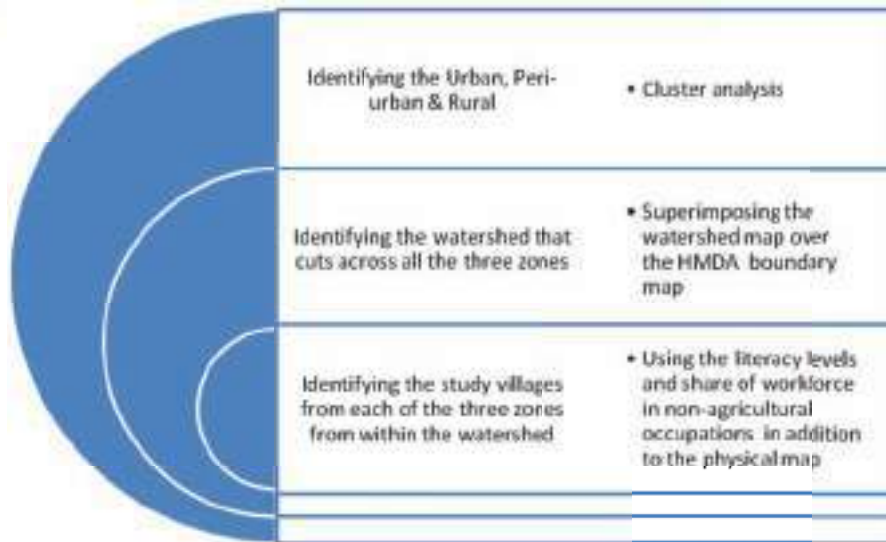 Identifying the Urban, Peri-
urban & Rural
• Cluster analysis
Identifying the watershed that
cuts across all the three zones
• Superimposing the
watershed map over
the HMDA boundary
map
Identifying the study villages
from each of the three zones
from within the watershed
• Using the literacy levels
and share of workforce
in non-agricultural
occupations in addition
to the physical map